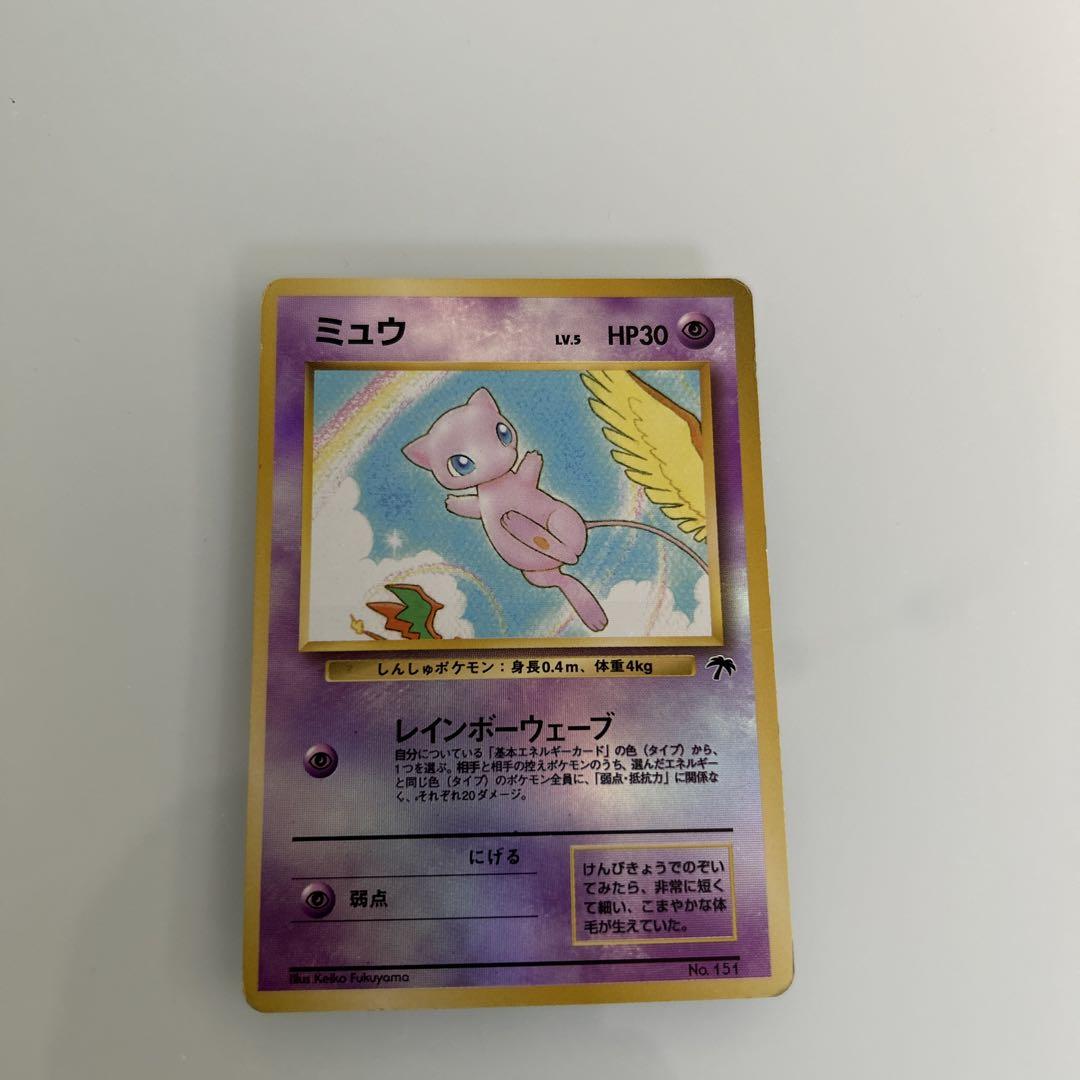 ミュウ LV.5 HP30
しんしゅポケモン：身長0.4m、体重4kg
レインボーウェーブ
自分についている「基本エネルギーカード」の色（タイプ）から、
1つを選ぶ。相手と相手の控えポケモンのうち、選んだエネルギー
と同じ色（タイプ）のポケモン全員に、「弱点・抵抗力」に関係な
く、それぞれ20ダメージ。
にげる
弱点
けんびきょうでのぞい
てみたら、非常に短く
て細い、こまやかな体
毛が生えていた。
Illus.Keiko Fukuyama
No. 151